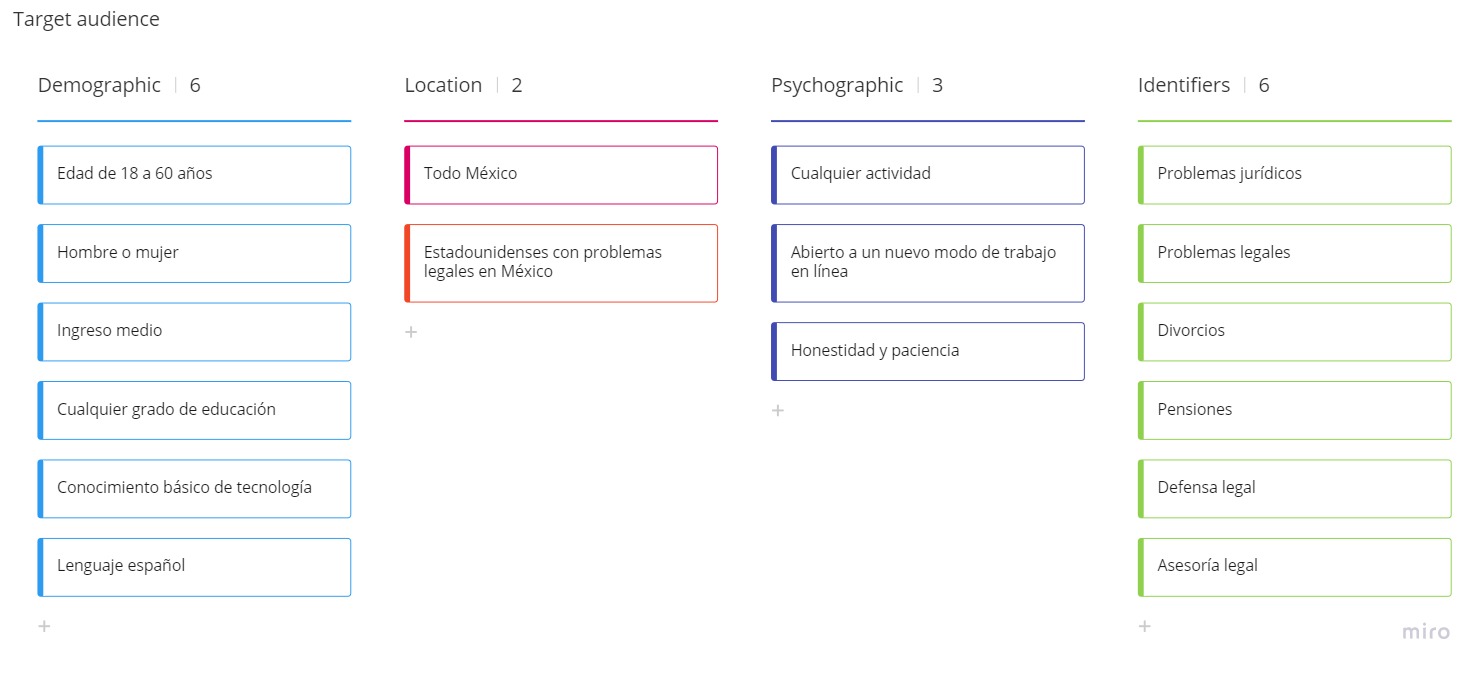 Target audience
Demographic | 6
Edad de 18 a 60 años
Hombre o mujer
Ingreso medio
Cualquier grado de educación
Conocimiento básico de tecnología
Lenguaje español
+
Location | 2
Todo México
Estadounidenses con problemas
legales en México
+
Psychographic | 3
Cualquier actividad
Abierto a un nuevo modo de trabajo
en línea
Honestidad y paciencia
+
Identifiers | 6
Problemas jurídicos
Problemas legales
Divorcios
Pensiones
Defensa legal
Asesoría legal
+
miro